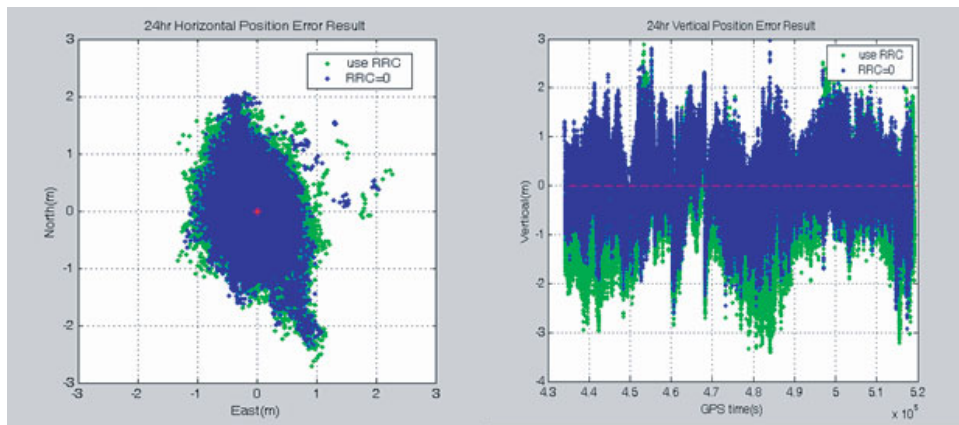 24hr Horizontal Position Error Result
3
2
1
0
-1
-2
-3
North(m)
use RRC
RRC=0
-3
-2
-1
0
1
2
3
East(m)
24hr Vertical Position Error Result
3
2
1
0
-1
-2
-3
-4
Vertical(m)
use RRC
RRC=0
4.3
4.4
4.5
4.6
4.7
4.8
4.9
5
5.1
5.2
GPS time(s)
x 10^5